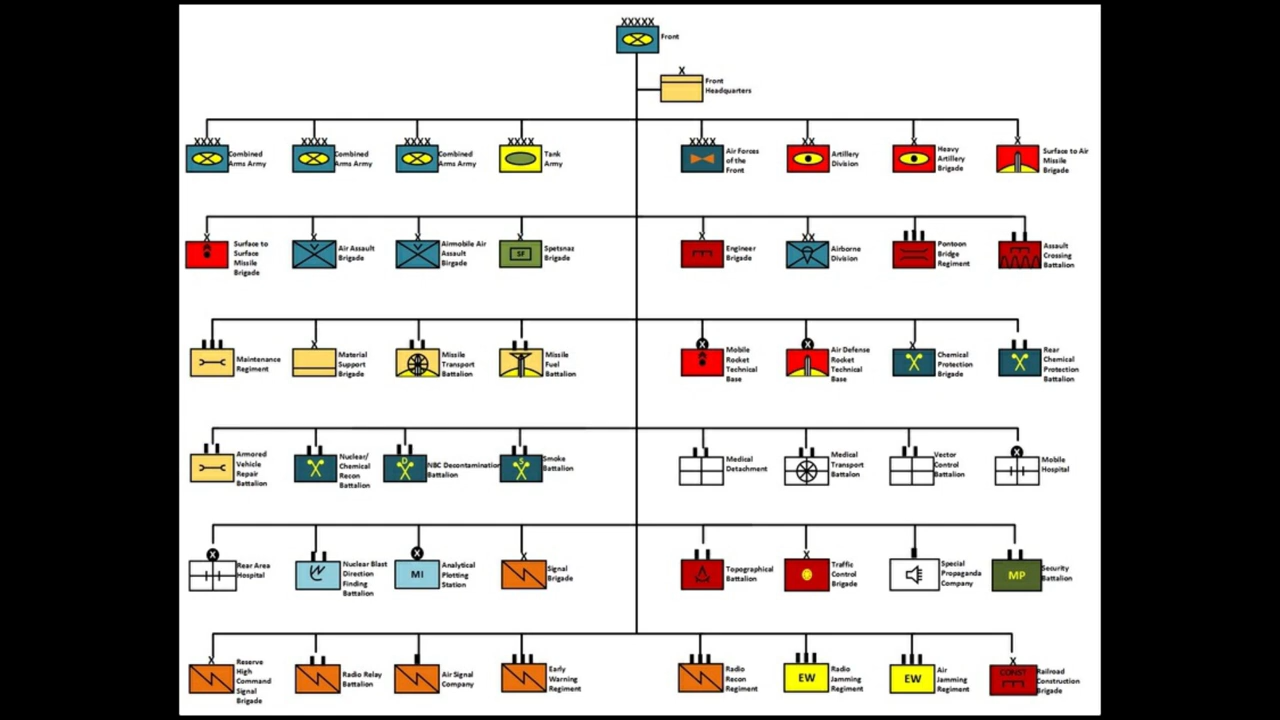 XXXXX
Front
X
Front
Headquarters
XXXX
Combined
Arms Army
XXXX
Combined
Arms Army
XXXX
Combined
Arms Army
XXXX
Tank
Army
XXXX
Air Forces
of the
Front
XX
Artillery
Division
X
Heavy
Artillery
Brigade
X
Surface to Air
Missile
Brigade
X
Surface to
Surface
Missile
Brigade
X
Air Assault
Brigade
X
Airmobile Air
Assault
Birgade
X
SF
Spetsnaz
Brigade
X
Engineer
Brigade
XX
Airborne
Division
Pontoon
Bridge
Regiment
Assault
Crossing
Battalion
Maintenance
Regiment
X
Material
Support
Brigade
Missile
Transport
Battalion
Missile
Fuel
Battalion
X
Mobile
Rocket
Technical
Base
X
Air Defense
Rocket
Technical
Base
X
Chemical
Protection
Brigade
Rear
Chemical
Protection
Battalion
Armored
Vehicle
Repair
Battalion
Nuclear/
Chemical
Recon
Battalion
D
NBC Decontamination
Battalion
S
Smoke
Battalion
Medical
Detachment
Medical
Transport
Battalon
Vector
Control
Battalion
X
Mobile
Hospital
X
Rear Area
Hospital
Nuclear Blast
Direction
Finding
Battalion
X
MI
Analytical
Plotting
Station
X
Signal
Brigade
Topographical
Battalion
X
Traffic
Control
Brigade
Special
Propaganda
Company
MP
Security
Battalion
X
Reserve
High
Command
Signal
Brigade
Radio Relay
Battalion
Air Signal
Company
Early
Warning
Regiment
Radio
Recon
Regiment
EW
Radio
Jamming
Regiment
EW
Air
Jamming
Regiment
X
CONST
Railroad
Construction
Brigade